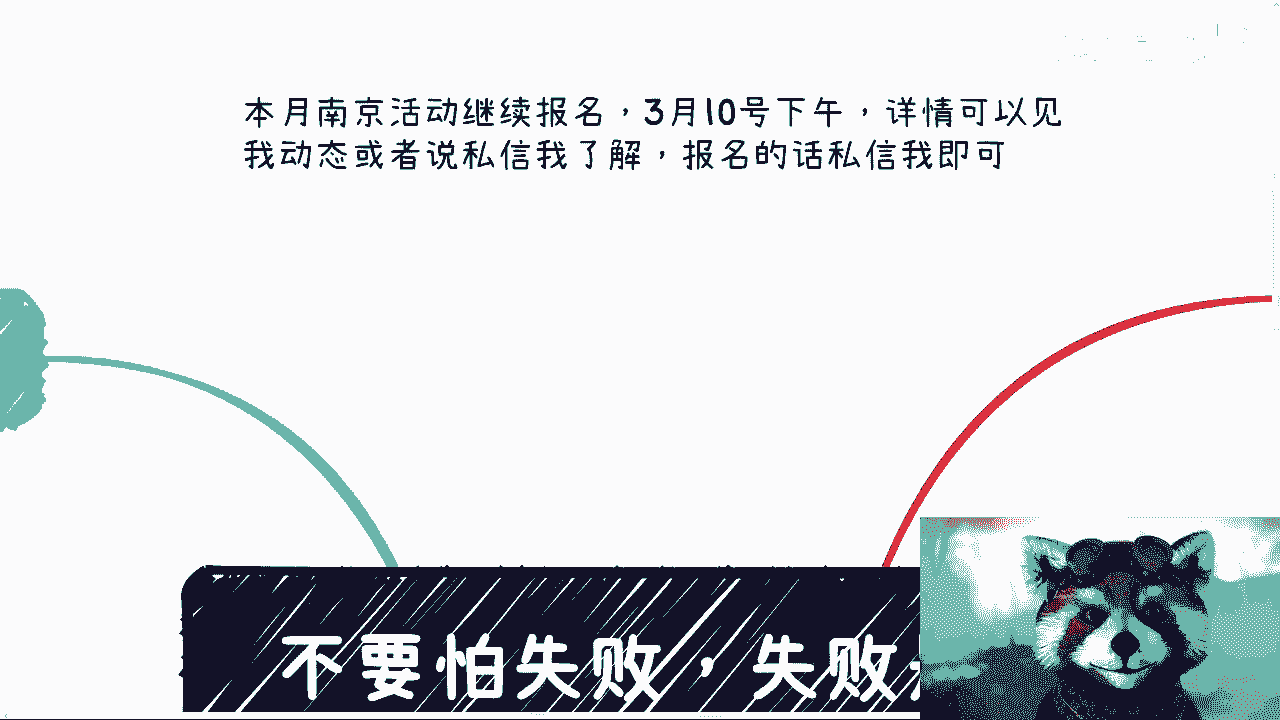 本月南京活动继续报名，3月10号下午，详情可以见
我动态或者说私信我了解，报名的话私信我即可
不要怕失败，失败